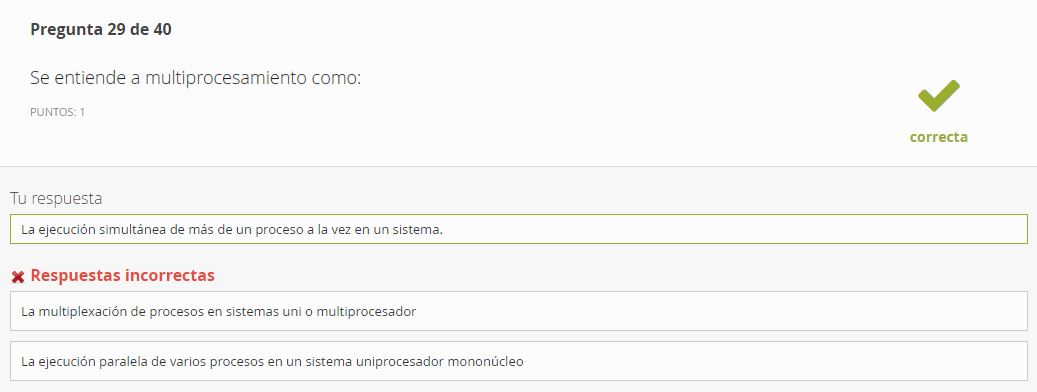 Pregunta 29 de 40
Se entiende a multiprocesamiento como:
PUNTOS: 1
correcta
Tu respuesta
La ejecución simultánea de más de un proceso a la vez en un sistema.
Respuestas incorrectas
La multiplexación de procesos en sistemas uni o multiprocesador
La ejecución paralela de varios procesos en un sistema uniprocesador mononúcleo